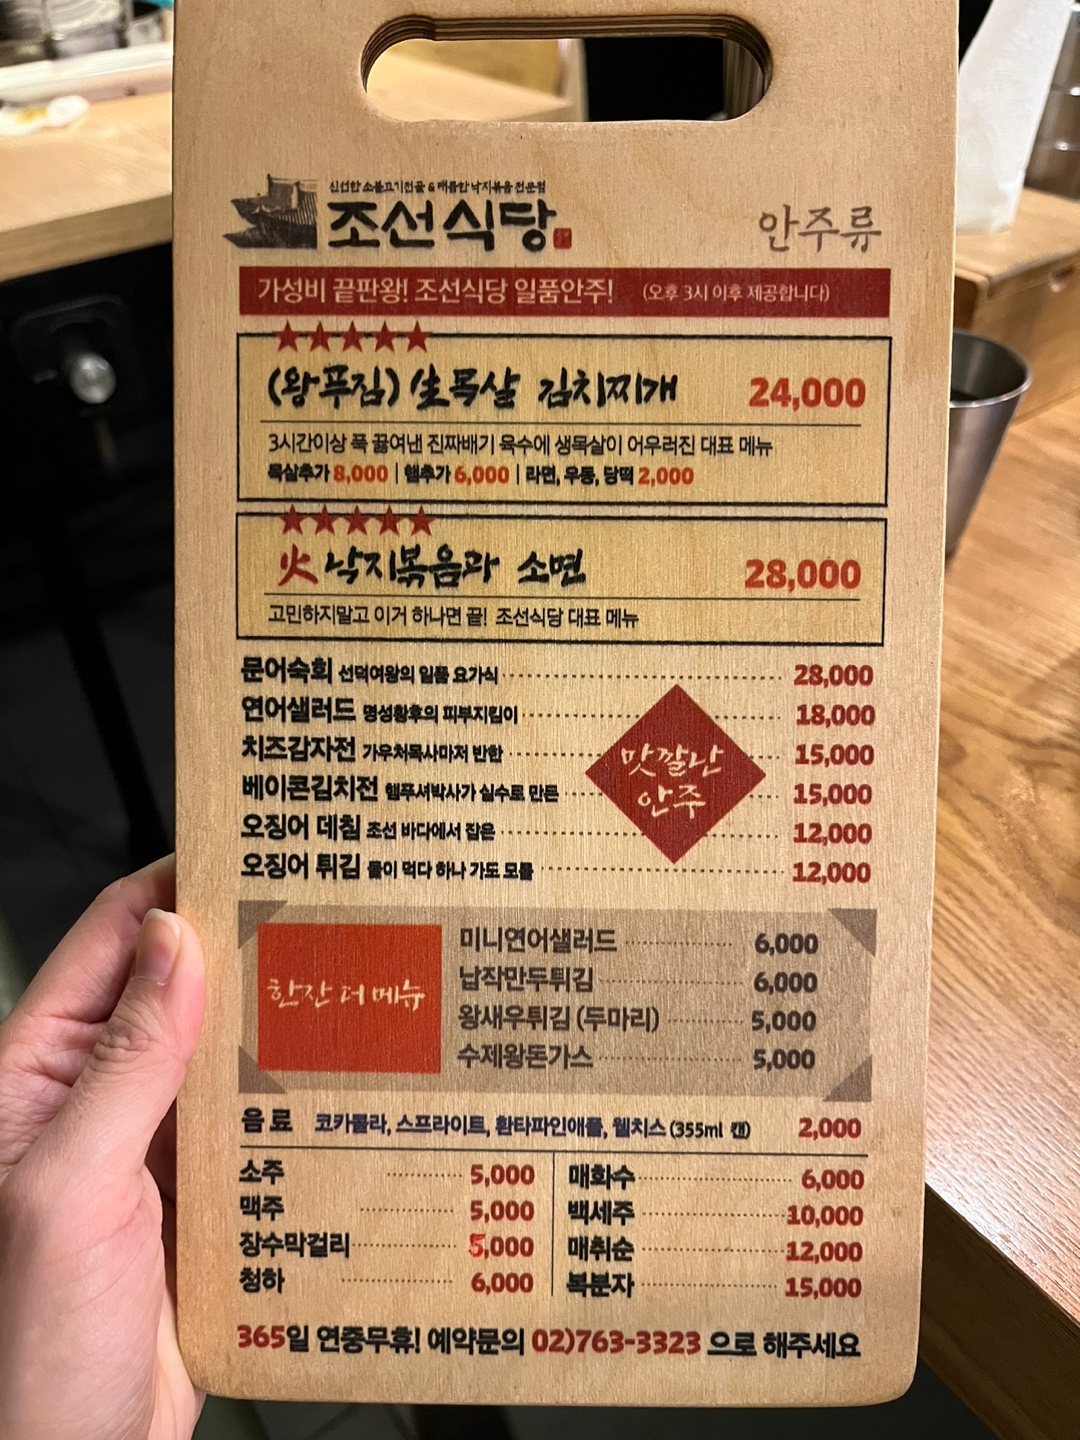 신선한 소불고기전골 & 매콤한 낙지볶음 전문점
조선식당
안주류
가성비 끝판왕! 조선식당 일품안주! (오후 3시 이후 제공합니다)
(왕푸짐) 生목살 김치찌개 24,000
3시간이상 푹 끓여낸 진짜배기 육수에 생목살이 어우러진 대표 메뉴
목살추가 8,000 | 햄추가 6,000 | 라면, 우동, 당떡 2,000
火 낙지볶음과 소면 28,000
고민하지말고 이거 하나면 끝! 조선식당 대표 메뉴
문어숙회 선덕여왕의 일품 요가식 28,000
연어샐러드 명성황후의 피부지킴이 18,000
치즈감자전 가우처목사마저 반한 15,000
베이콘김치전 햄푸셔박사가 실수로 만든 15,000
오징어 데침 조선 바다에서 잡은 12,000
오징어 튀김 둘이 먹다 하나 가도 모를 12,000
맛깔난
안주
한잔 더 메뉴
미니연어샐러드 6,000
납작만두튀김 6,000
왕새우튀김 (두마리) 5,000
수제왕돈가스 5,000
음료 코카콜라, 스프라이트, 환타파인애플, 웰치스 (355ml 캔) 2,000
소주 5,000
맥주 5,000
장수막걸리 5,000
청하 6,000
매화수 6,000
백세주 10,000
매취순 12,000
복분자 15,000
365일 연중무휴! 예약문의 02)763-3323 으로 해주세요